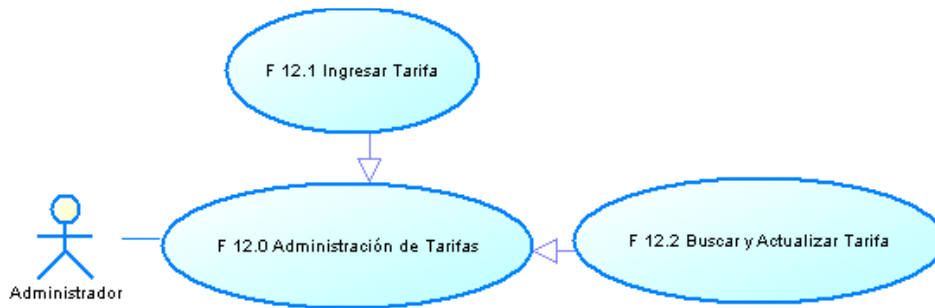 F 12.1 Ingresar Tarifa
F 12.0 Administración de Tarifas
F 12.2 Buscar y Actualizar Tarifa
Administrador